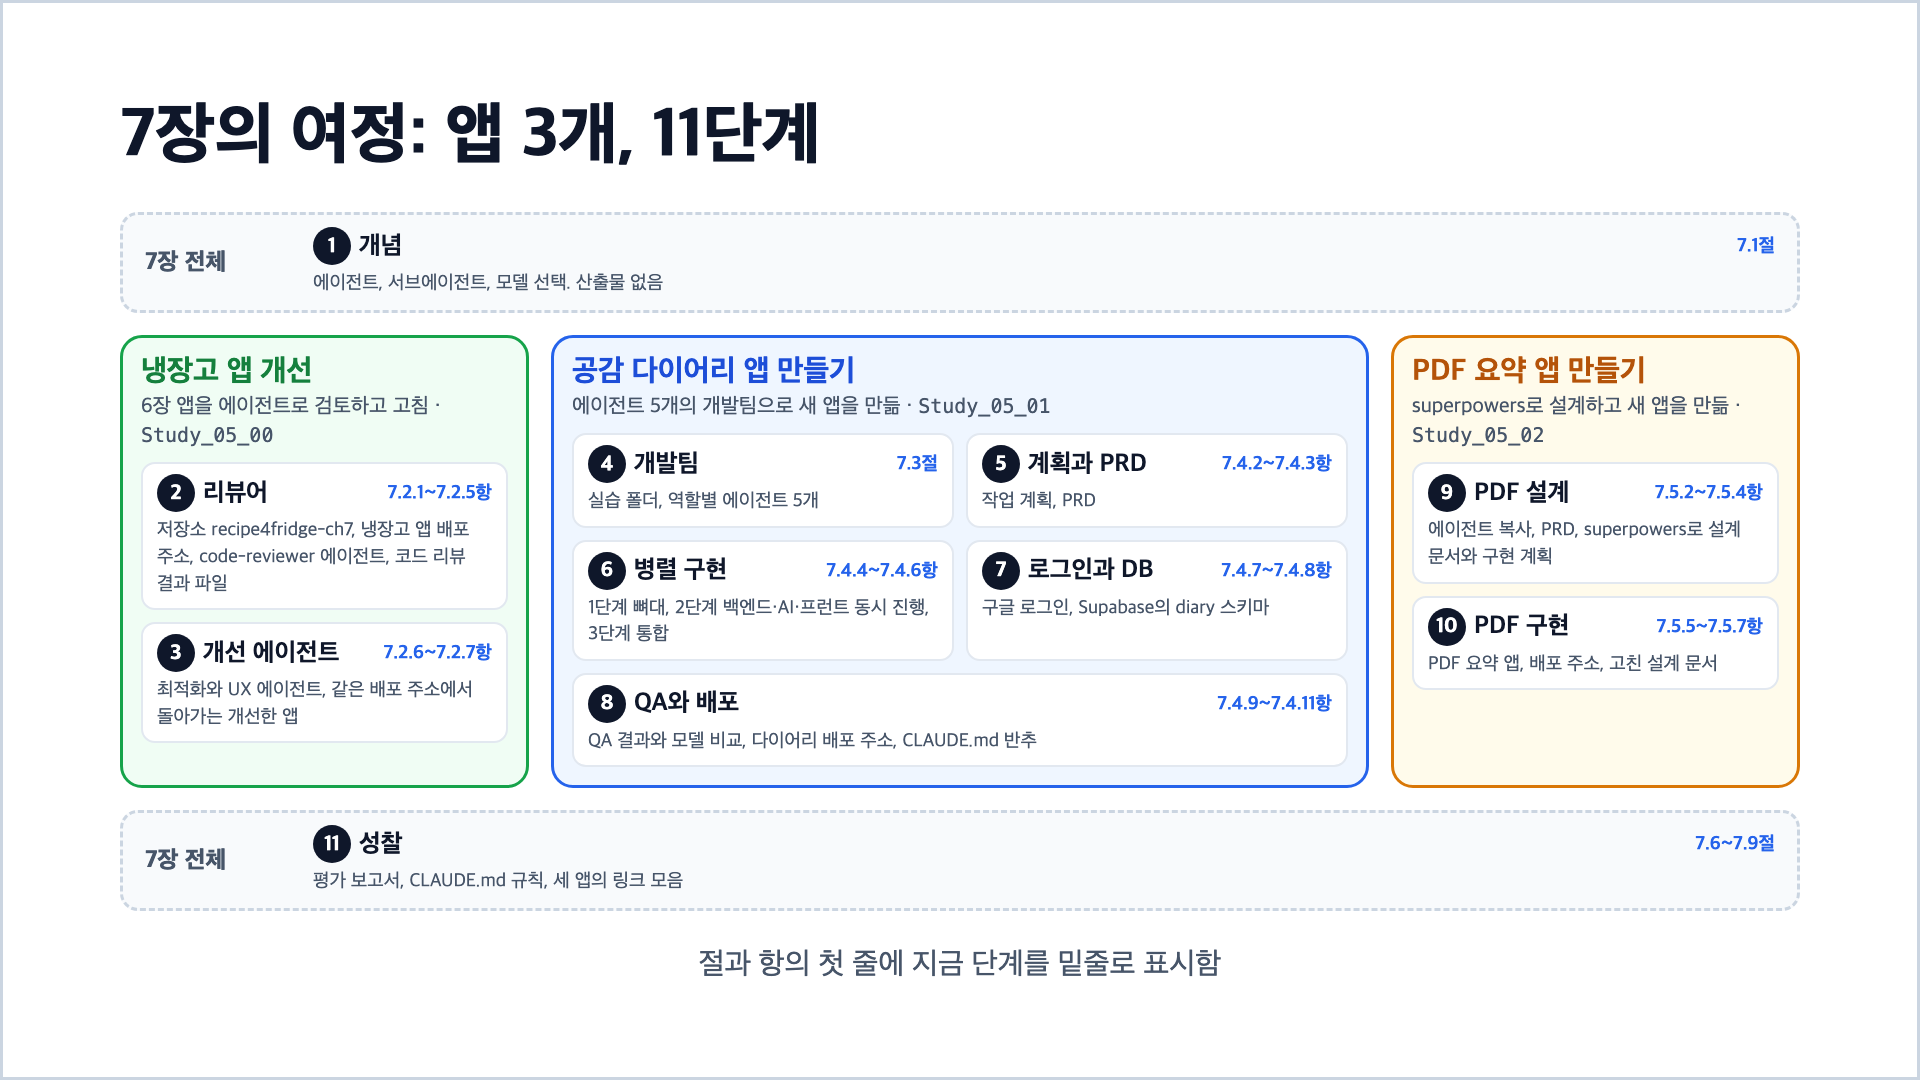 7장의 여정: 앱 3개, 11단계
7장 전체
1 개념
7.1절
에이전트, 서브에이전트, 모델 선택. 산출물 없음
냉장고 앱 개선
6장 앱을 에이전트로 검토하고 고침 ·
Study_05_00
2 리뷰어
7.2.1~7.2.5항
저장소 recipe4fridge-ch7, 냉장고 앱 배포
주소, code-reviewer 에이전트, 코드 리뷰
결과 파일
3 개선 에이전트
7.2.6~7.2.7항
최적화와 UX 에이전트, 같은 배포 주소에서
돌아가는 개선한 앱
공감 다이어리 앱 만들기
에이전트 5개의 개발팀으로 새 앱을 만듦 · Study_05_01
4 개발팀
7.3절
실습 폴더, 역할별 에이전트 5개
5 계획과 PRD
7.4.2~7.4.3항
작업 계획, PRD
6 병렬 구현
7.4.4~7.4.6항
1단계 뼈대, 2단계 백엔드·AI·프런트 동시 진행,
3단계 통합
7 로그인과 DB
7.4.7~7.4.8항
구글 로그인, Supabase의 diary 스키마
8 QA와 배포
7.4.9~7.4.11항
QA 결과와 모델 비교, 다이어리 배포 주소, CLAUDE.md 반추
PDF 요약 앱 만들기
superpowers로 설계하고 새 앱을 만듦 ·
Study_05_02
9 PDF 설계
7.5.2~7.5.4항
에이전트 복사, PRD, superpowers로 설계
문서와 구현 계획
10 PDF 구현
7.5.5~7.5.7항
PDF 요약 앱, 배포 주소, 고친 설계 문서
7장 전체
11 성찰
7.6~7.9절
평가 보고서, CLAUDE.md 규칙, 세 앱의 링크 모음
절과 항의 첫 줄에 지금 단계를 밑줄로 표시함